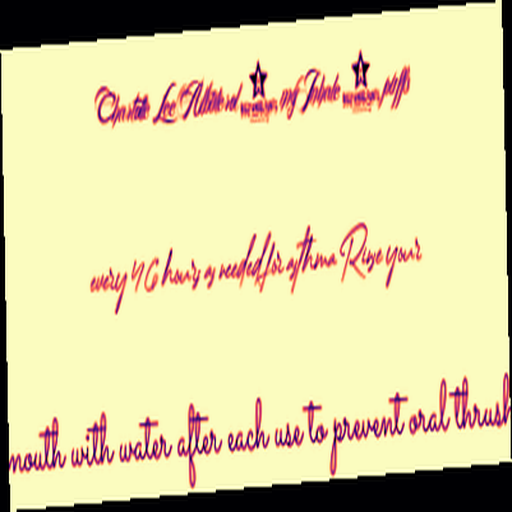 Charlotte Lee Albuterol mg Inhale puffs
every 4 6 hours as needed for asthma Rinse your
mouth with water after each use to prevent oral thrush